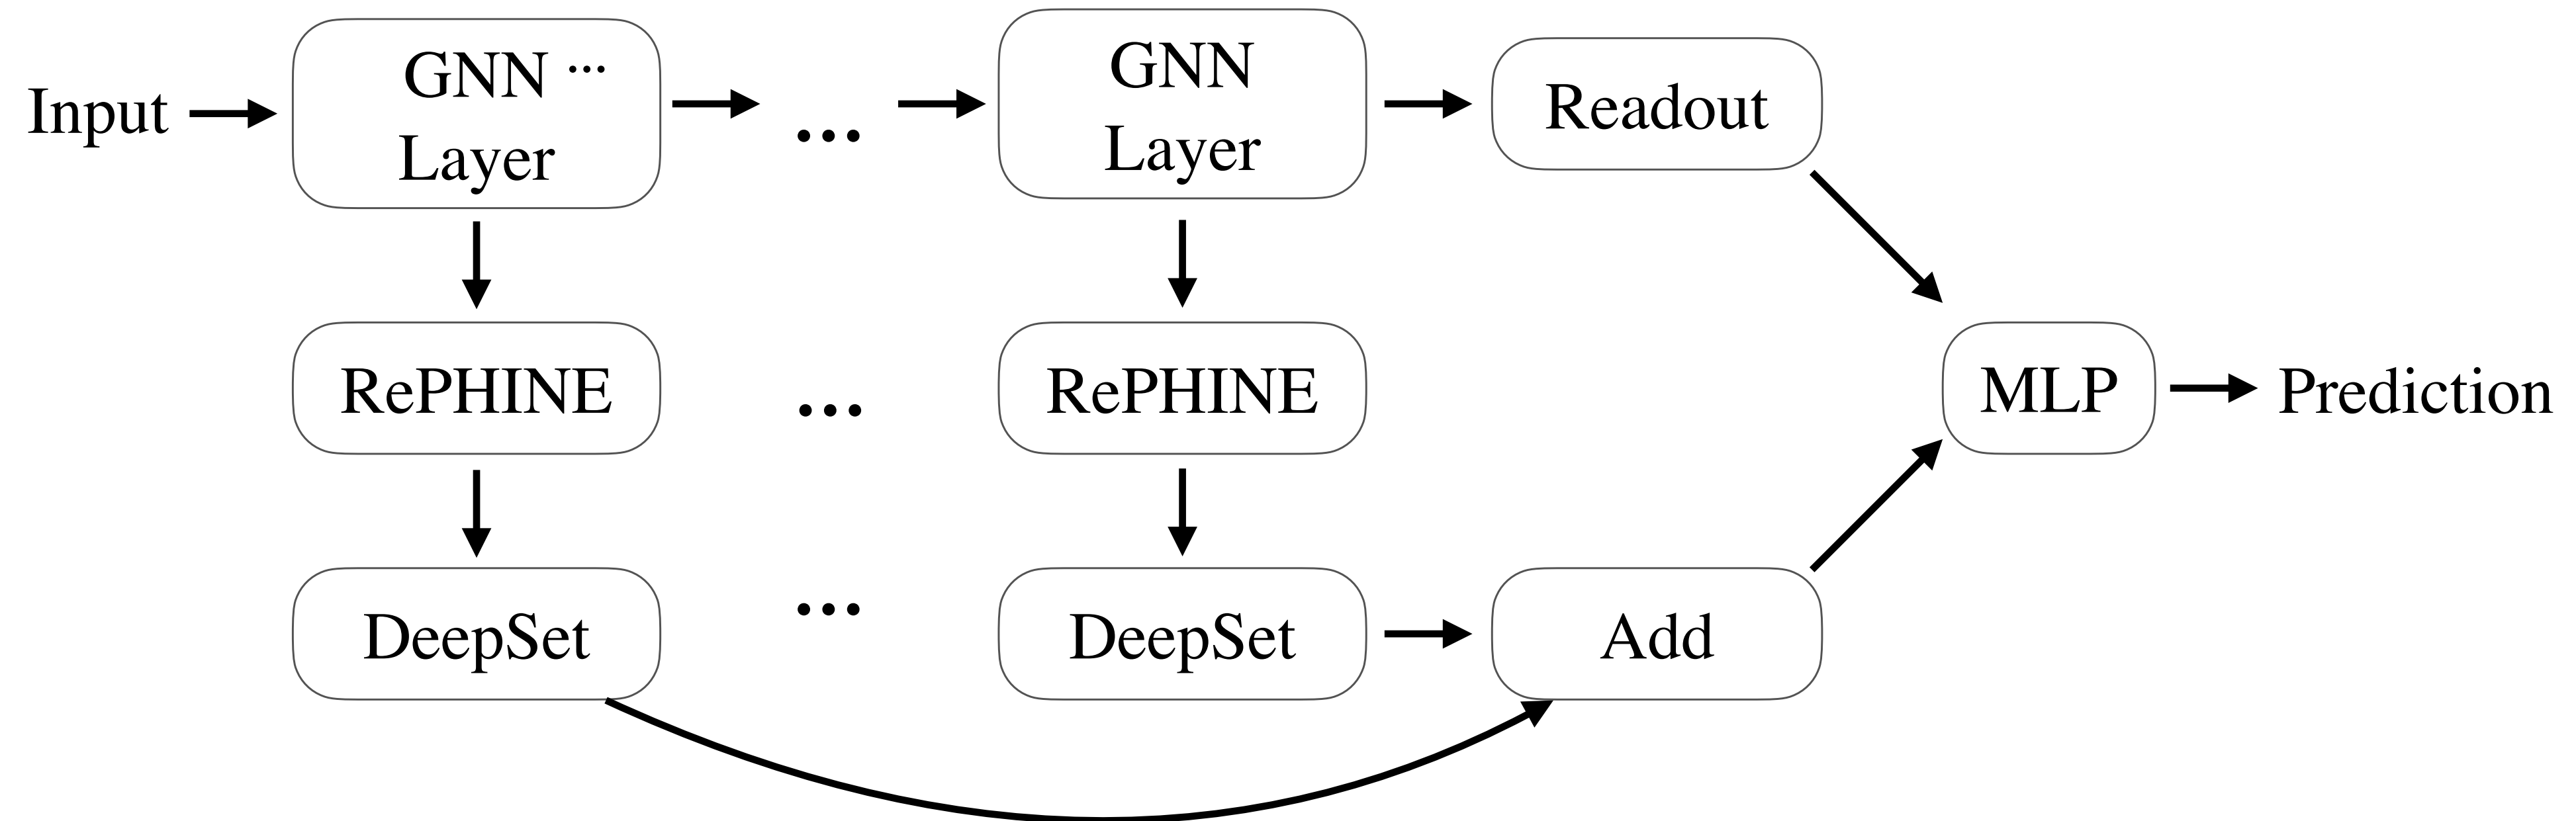 Input
GNN ...
Layer
...
GNN
Layer
Readout
RePHINE
...
RePHINE
MLP
Prediction
DeepSet
...
DeepSet
Add